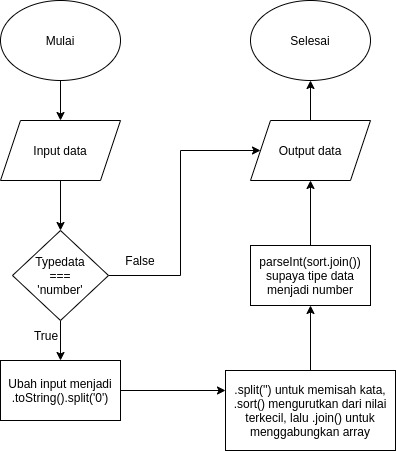 Mulai
Input data
Typedata
===
'number'
False
True
Ubah input menjadi
.toString().split('0')
.split('') untuk memisah kata,
.sort() mengurutkan dari nilai
terkecil, lalu .join() untuk
menggabungkan array
parseInt(sort.join())
supaya tipe data
menjadi number
Output data
Selesai